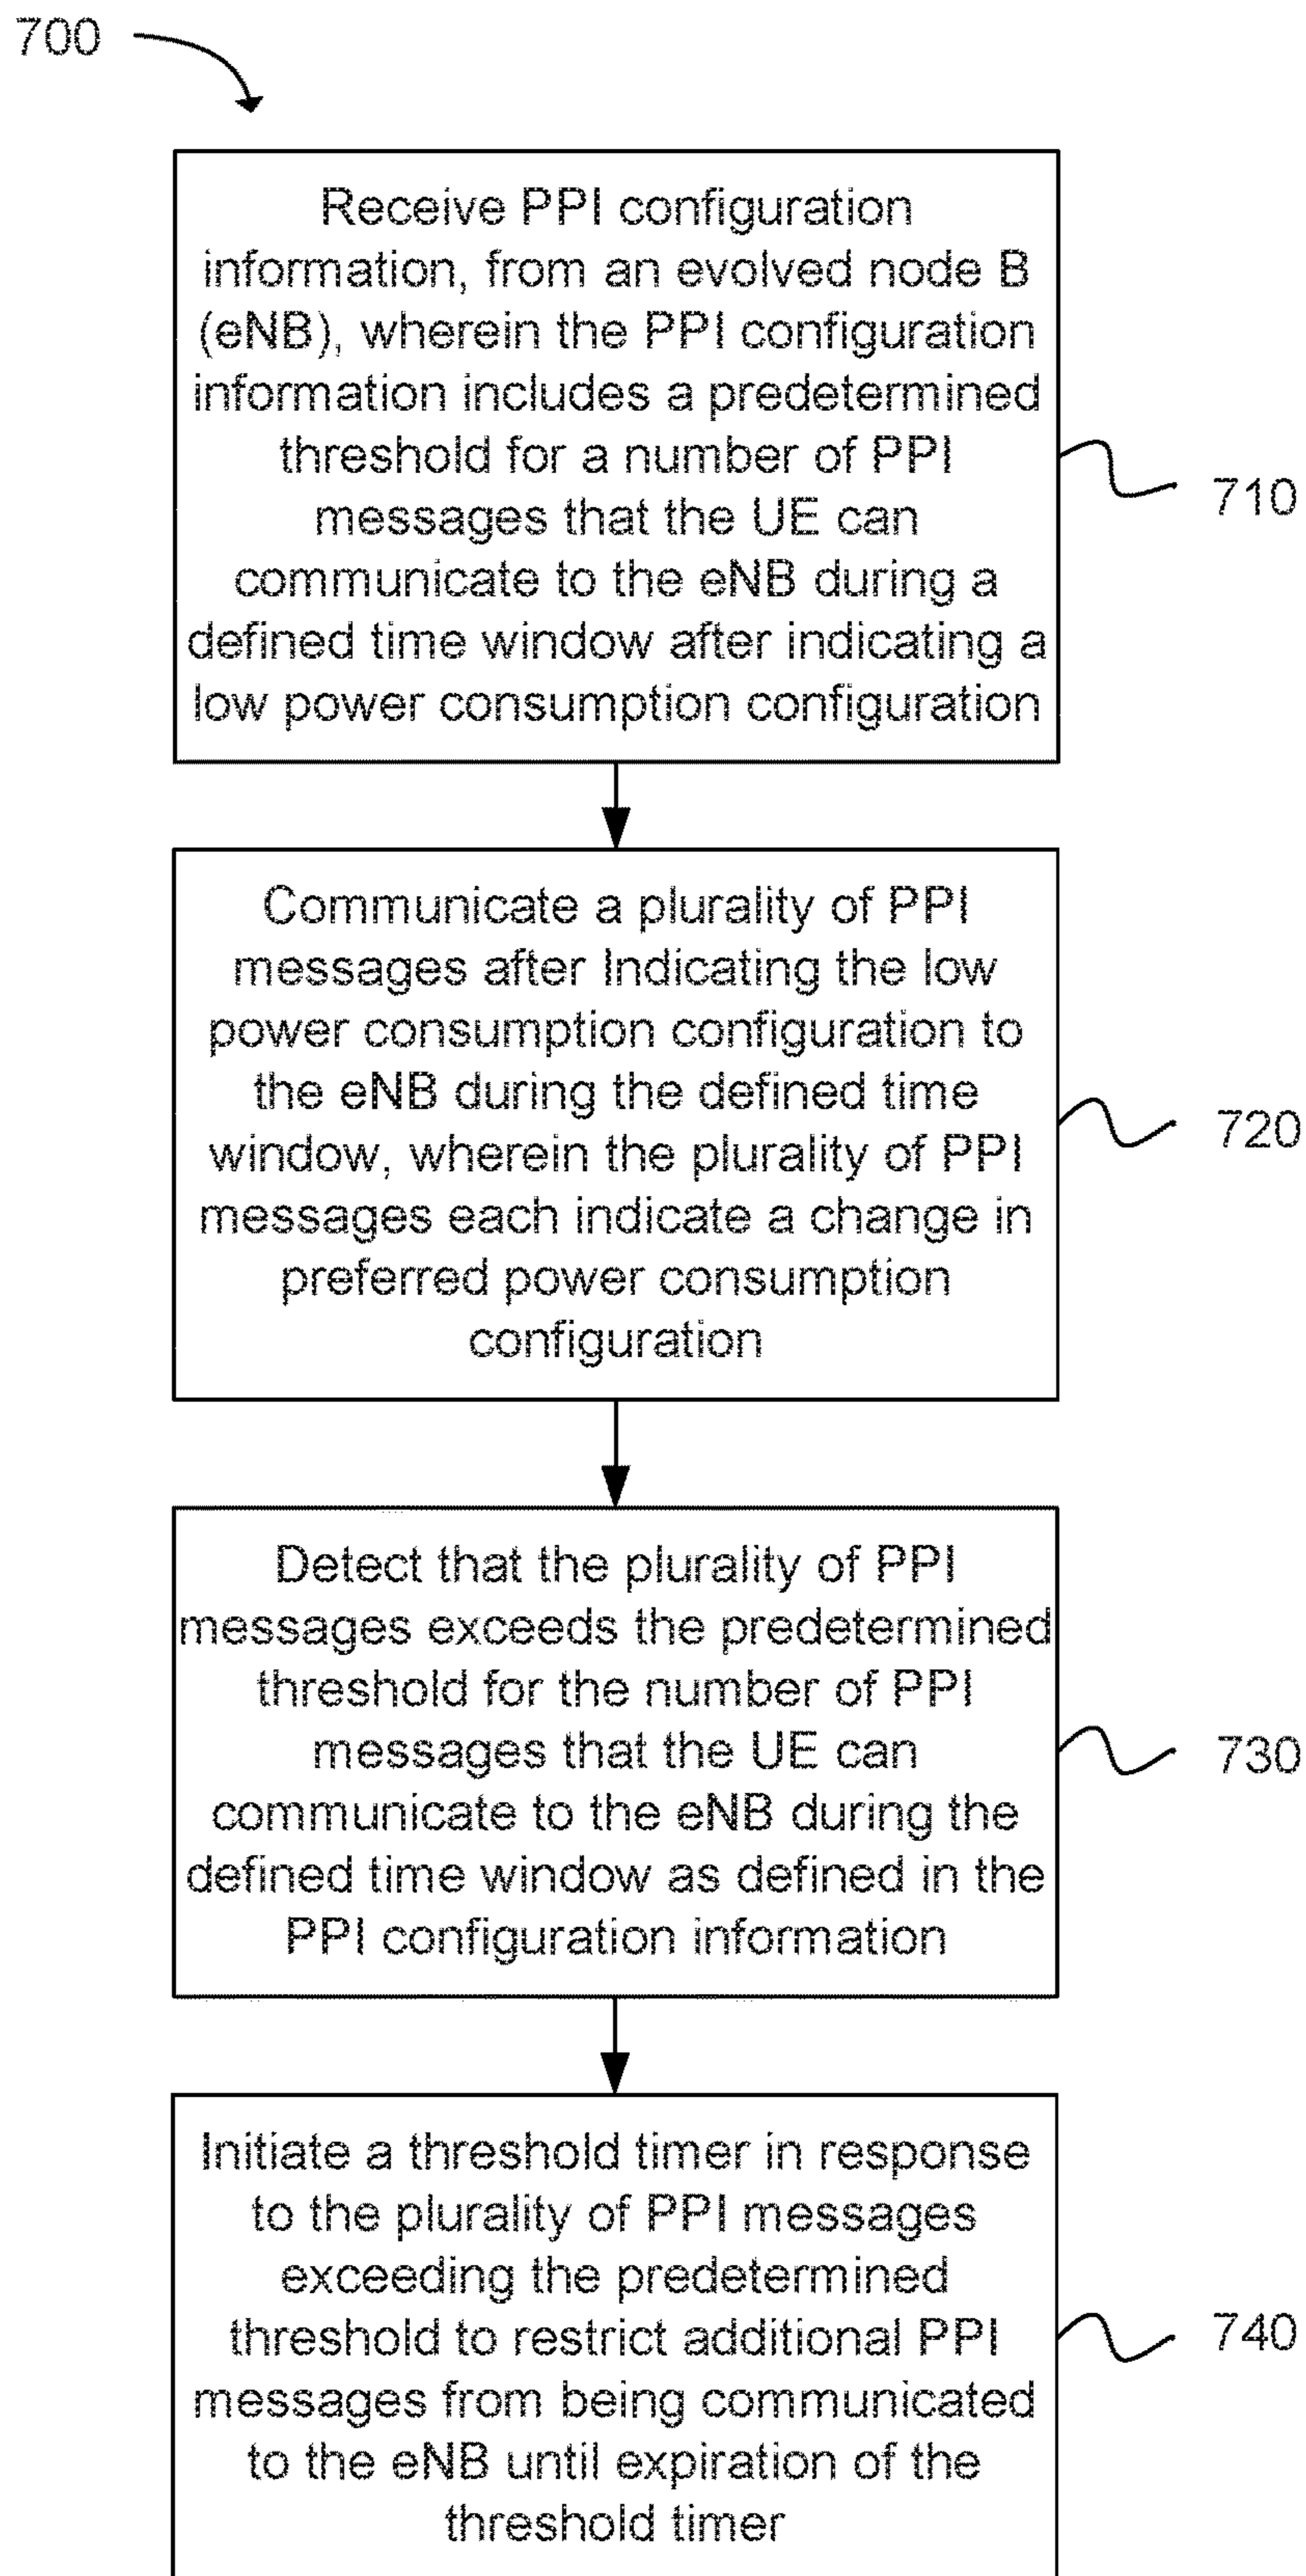 700
Receive PPI configuration
information, from an evolved node B
(eNB), wherein the PPI configuration
information includes a predetermined
threshold for a number of PPI
messages that the UE can
communicate to the eNB during a
defined time window after indicating a
low power consumption configuration
710
Communicate a plurality of PPI
messages after Indicating the low
power consumption configuration to
the eNB during the defined time
window, wherein the plurality of PPI
messages each indicate a change in
preferred power consumption
configuration
720
Detect that the plurality of PPI
messages exceeds the predetermined
threshold for the number of PPI
messages that the UE can
communicate to the eNB during the
defined time window as defined in the
PPI configuration information
730
Initiate a threshold timer in response
to the plurality of PPI messages
exceeding the predetermined
threshold to restrict additional PPI
messages from being communicated
to the eNB until expiration of the
threshold timer
740